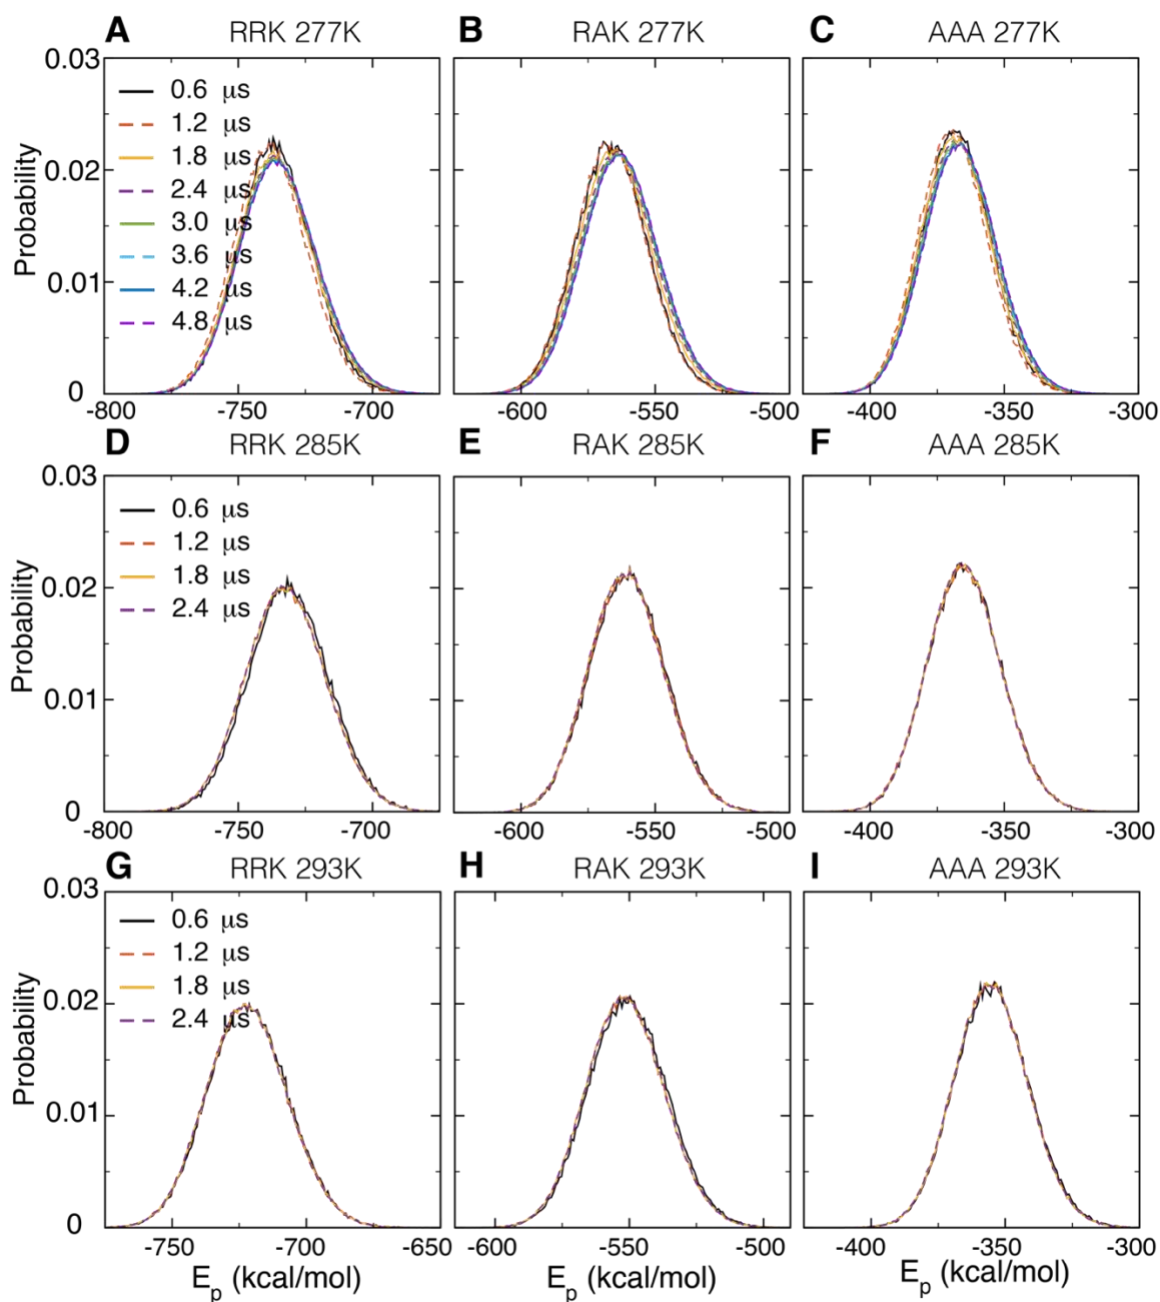 A RRK 277K B RAK 277K C AAA 277K
0.03
0.6 μs
1.2 μs
1.8 μs
2.4 μs
3.0 μs
3.6 μs
4.2 μs
4.8 μs
0.02
0.01
0
Probability
-800 -750 -700 -600 -550 -500 -400 -350 -300
D RRK 285K E RAK 285K F AAA 285K
0.03
0.6 μs
1.2 μs
1.8 μs
2.4 μs
0.02
0.01
0
Probability
-800 -750 -700 -600 -550 -500 -400 -350 -300
G RRK 293K H RAK 293K I AAA 293K
0.03
0.6 μs
1.2 μs
1.8 μs
2.4 μs
0.02
0.01
0
Probability
-750 -700 -650 -600 -550 -500 -400 -350 -300
Ep (kcal/mol) Ep (kcal/mol) Ep (kcal/mol)